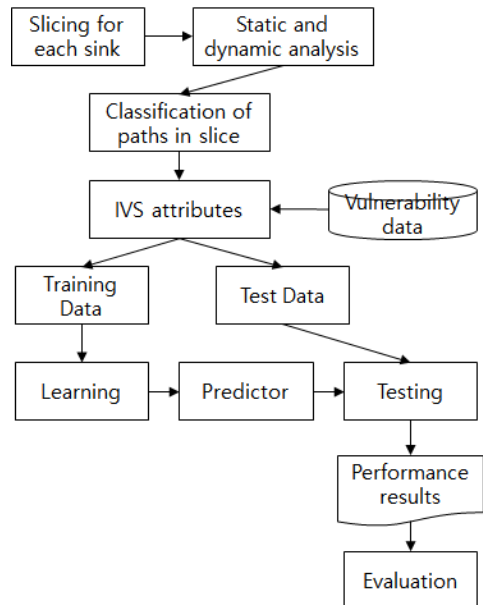 Slicing for
each sink
Static and
dynamic analysis
Classification of
paths in slice
IVS attributes
Vulnerability
data
Training
Data
Test Data
Learning
Predictor
Testing
Performance
results
Evaluation